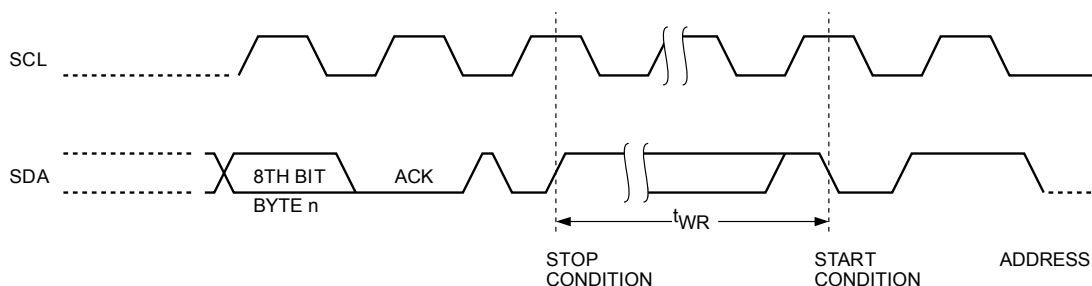 SCL
SDA
8TH BIT
ACK
BYTE n
tWR
STOP
CONDITION
START
CONDITION
ADDRESS